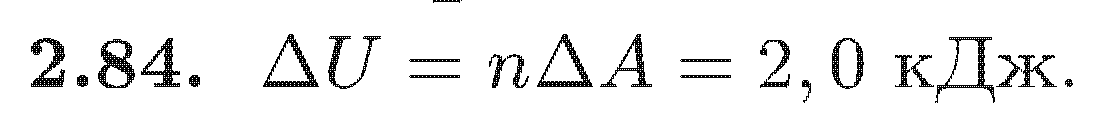 2.84. ΔU = nΔA = 2,0 кДж.